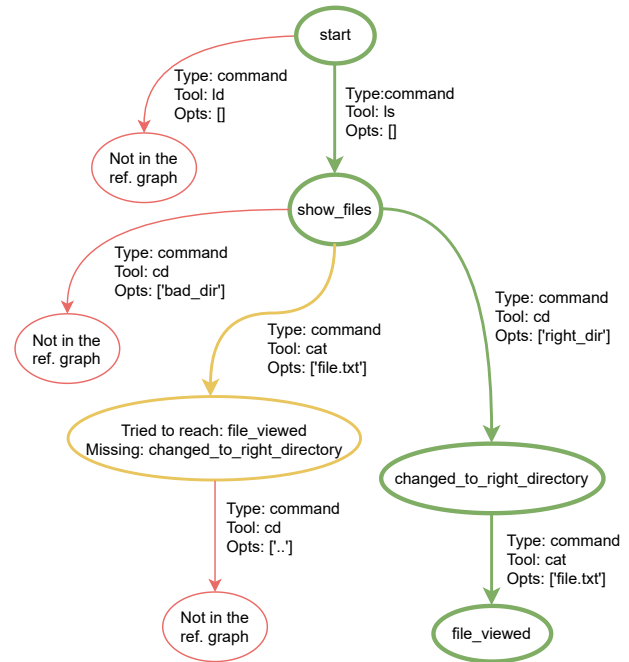 start
Type: command
Tool: ld
Opts: []
Type:command
Tool: ls
Opts: []
Not in the
ref. graph
show_files
Type: command
Tool: cd
Opts: ['bad_dir']
Type: command
Tool: cd
Opts: ['right_dir']
Not in the
ref. graph
Type: command
Tool: cat
Opts: ['file.txt']
Tried to reach: file_viewed
Missing: changed_to_right_directory
changed_to_right_directory
Type: command
Tool: cd
Opts: ['..']
Type: command
Tool: cat
Opts: ['file.txt']
Not in the
ref. graph
file_viewed